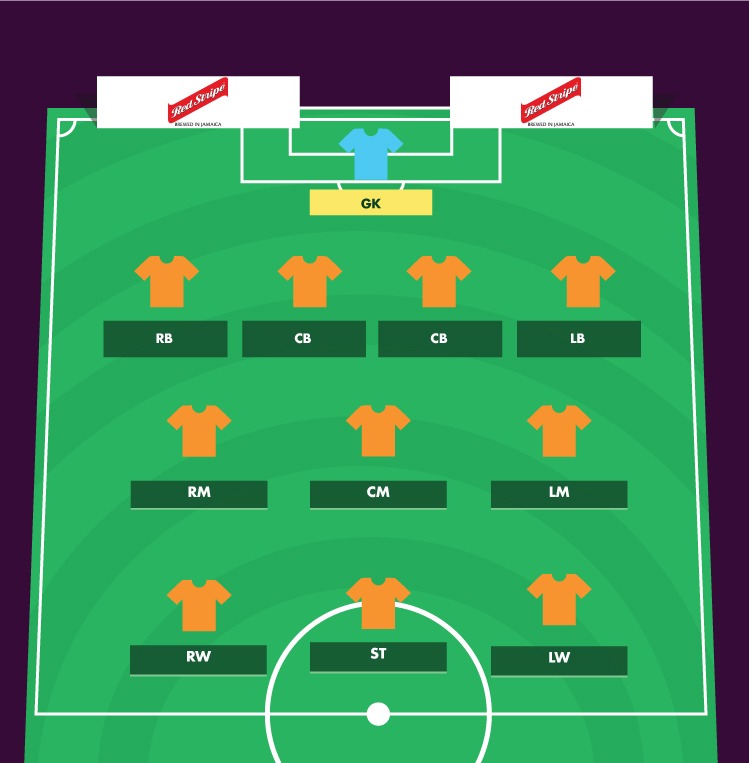 Red Stripe
BREWED IN JAMAICA
Red Stripe
BREWED IN JAMAICA
GK
RB
CB
CB
LB
RM
CM
LM
RW
ST
LW